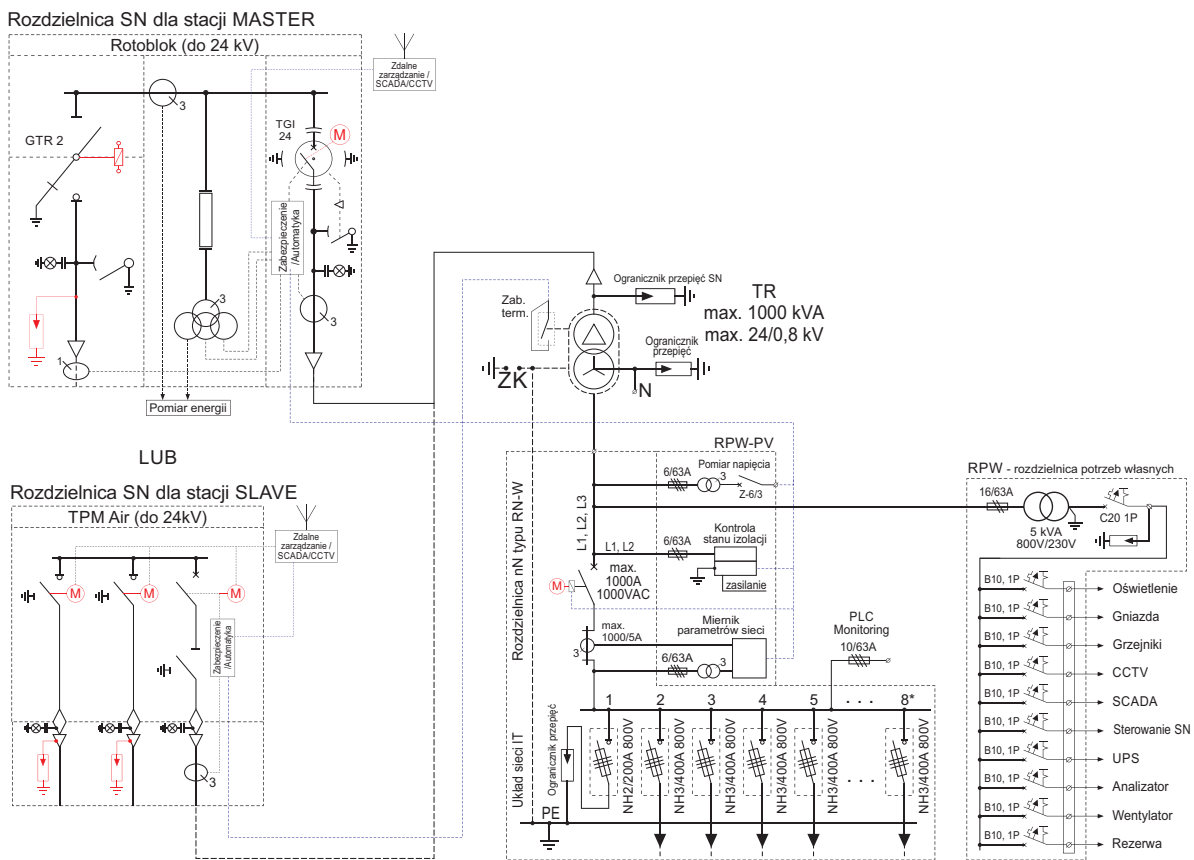 Rozdzielnica SN dla stacji MASTER
Rotoblok (do 24 kV)
Zdalne
zarządzanie /
SCADA/CCTV
3
GTR 2
TGI
24
M
Zabezpieczenie
/Automatyka
3
3
1
Pomiar energii
Zab.
term.
Ogranicznik przepięć SN
TR
max. 1000 kVA
max. 24/0,8 kV
Ogranicznik
przepięć
ZK
N
LUB
Rozdzielnica SN dla stacji SLAVE
TPM Air (do 24kV)
Zdalne
zarządzanie /
SCADA/CCTV
M
M
M
Zabezpieczenie
/Automatyka
3
Rozdzielnica nN typu RN-W
Układ sieci IT
RPW-PV
6/63A
3
Pomiar napięcia
Z-6/3
L1, L2, L3
L1, L2
6/63A
Kontrola
stanu izolacji
zasilanie
M
max.
1000A
1000VAC
max.
1000/5A
3
Miernik
parametrów sieci
6/63A
3
PLC
Monitoring
10/63A
1 2 3 4 5 . . . 8*
Ogranicznik przepięć
NH2/200A 800V
NH3/400A 800V
NH3/400A 800V
NH3/400A 800V
NH3/400A 800V
. . .
NH3/400A 800V
PE
RPW - rozdzielnica potrzeb własnych
16/63A
5 kVA
800V/230V
C20 1P
B10, 1P Oświetlenie
B10, 1P Gniazda
B10, 1P Grzejniki
B10, 1P CCTV
B10, 1P SCADA
B10, 1P Sterowanie SN
B10, 1P UPS
B10, 1P Analizator
B10, 1P Wentylator
B10, 1P Rezerwa